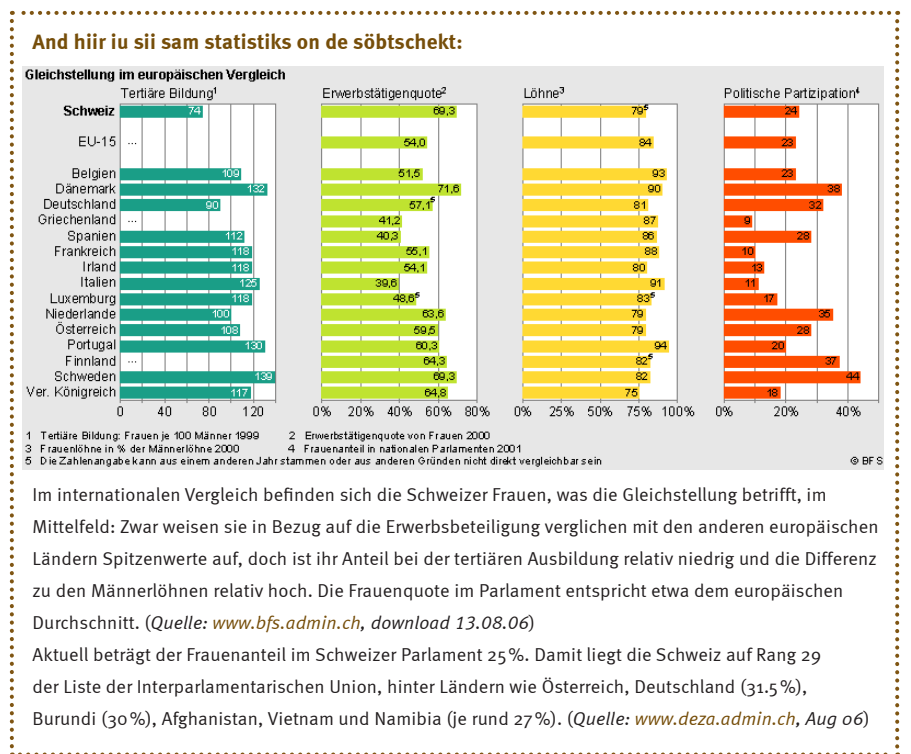 And hiir iu sii sam statistiks on de söbtschekt:
Gleichstellung im europäischen Vergleich
Tertiäre Bildung¹ Erwerbstätigenquote² Löhne³ Politische Partizipation⁴
Schweiz 74 69,3 79⁵ 24
EU-15 ... 54,0 84 23
Belgien 109 51,5 93 23
Dänemark 132 71,6 90 38
Deutschland 90 57,1⁵ 81 32
Griechenland ... 41,2 87 9
Spanien 112 40,3 86 28
Frankreich 118 55,1 88 10
Irland 118 54,1 80 13
Italien 125 39,6 91 11
Luxemburg 118 48,6⁵ 83⁵ 17
Niederlande 100 63,6 79 35
Österreich 108 59,5 79 28
Portugal 130 60,3 94 20
Finnland ... 64,3 82⁵ 37
Schweden 139 69,3 82 44
Ver. Königreich 117 64,8 75 18
0 40 80 120 0% 20% 40% 60% 80% 0% 25% 50% 75% 100% 0% 20% 40%
1 Tertiäre Bildung: Frauen je 100 Männer 1999 2 Erwerbstätigenquote von Frauen 2000
3 Frauenlöhne in % der Männerlöhne 2000 4 Frauenanteil in nationalen Parlamenten 2001
5 Die Zahlenangabe kann aus einem anderen Jahr stammen oder aus anderen Gründen nicht direkt vergleichbar sein © BFS
Im internationalen Vergleich befinden sich die Schweizer Frauen, was die Gleichstellung betrifft, im
Mittelfeld: Zwar weisen sie in Bezug auf die Erwerbsbeteiligung verglichen mit den anderen europäischen
Ländern Spitzenwerte auf, doch ist ihr Anteil bei der tertiären Ausbildung relativ niedrig und die Differenz
zu den Männerlöhnen relativ hoch. Die Frauenquote im Parlament entspricht etwa dem europäischen
Durchschnitt. (Quelle: www.bfs.admin.ch, download 13.08.06)
Aktuell beträgt der Frauenanteil im Schweizer Parlament 25 %. Damit liegt die Schweiz auf Rang 29
der Liste der Interparlamentarischen Union, hinter Ländern wie Österreich, Deutschland (31.5 %),
Burundi (30 %), Afghanistan, Vietnam und Namibia (je rund 27 %). (Quelle: www.deza.admin.ch, Aug 06)